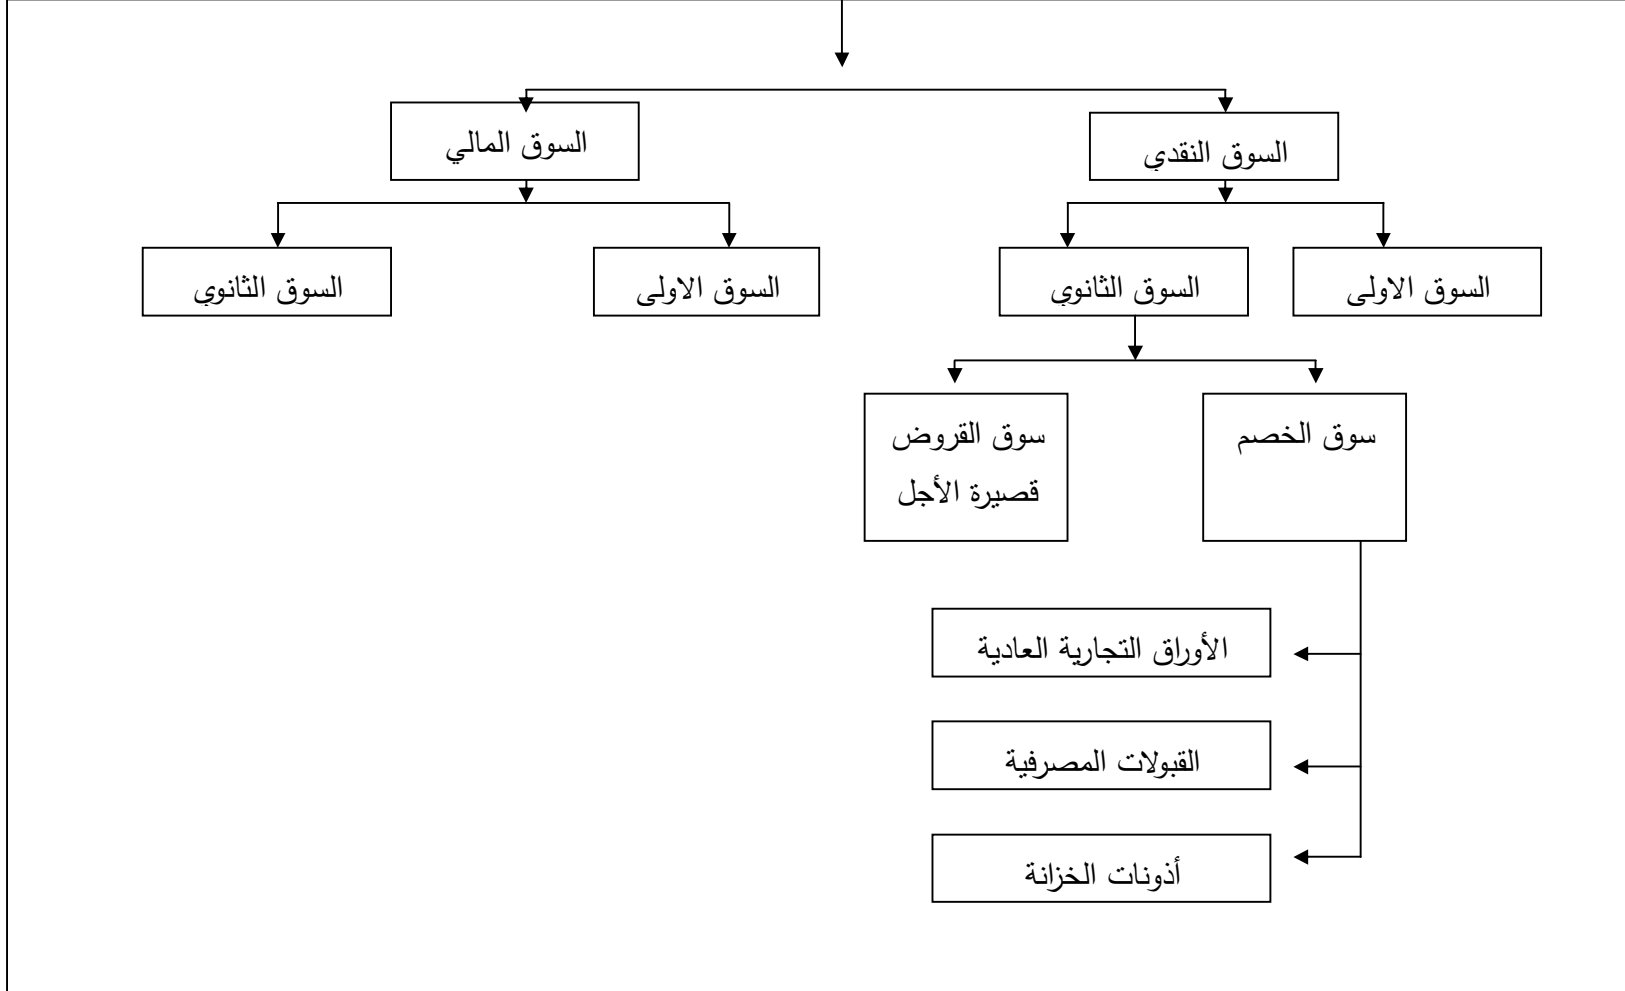 السوق النقدي
السوق المالي
السوق الاولى
السوق الثانوي
السوق الاولى
السوق الثانوي
سوق الخصم
سوق القروض
قصيرة الأجل
الأوراق التجارية العادية
القبولات المصرفية
أذونات الخزانة